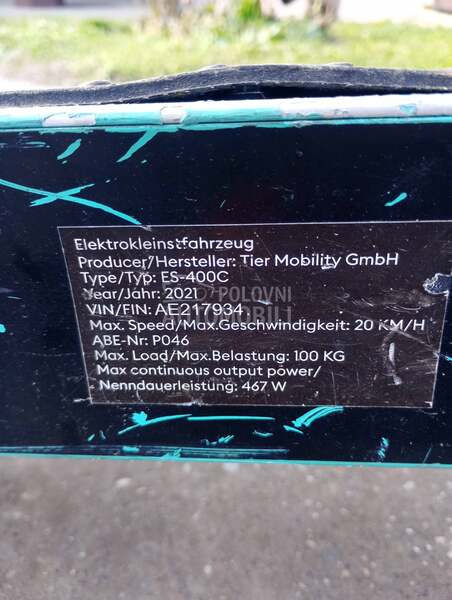 Elektrokleinstfahrzeug
Producer/Hersteller: Tier Mobility GmbH
Type/Typ: ES-400C
Year/Jahr: 2021
POLOVNI
VIN/FIN: AE217934
Max. Speed/Max.Geschwindigkeit: 20 KM/H
ABE-Nr: P046
Max. Load/Max.Belastung: 100 KG
Max continuous output power/
Nenndauerleistung: 467 W